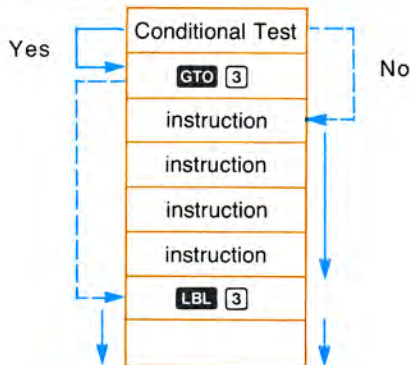 Conditional Test
Yes
GTO 3
No
instruction
instruction
instruction
instruction
LBL 3